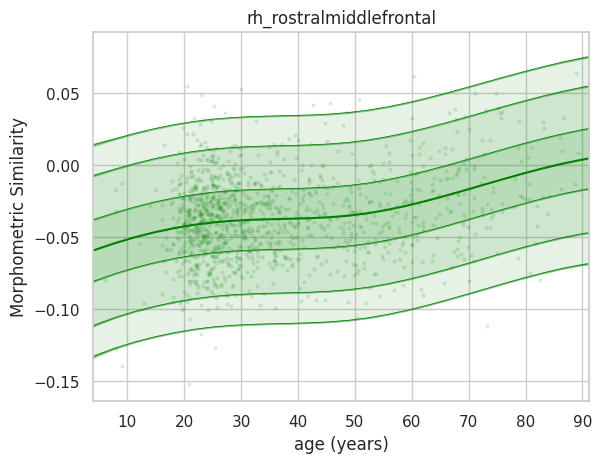 rh_rostralmiddlefrontal
Morphometric Similarity
0.05
0.00
−0.05
−0.10
−0.15
10 20 30 40 50 60 70 80 90
age (years)